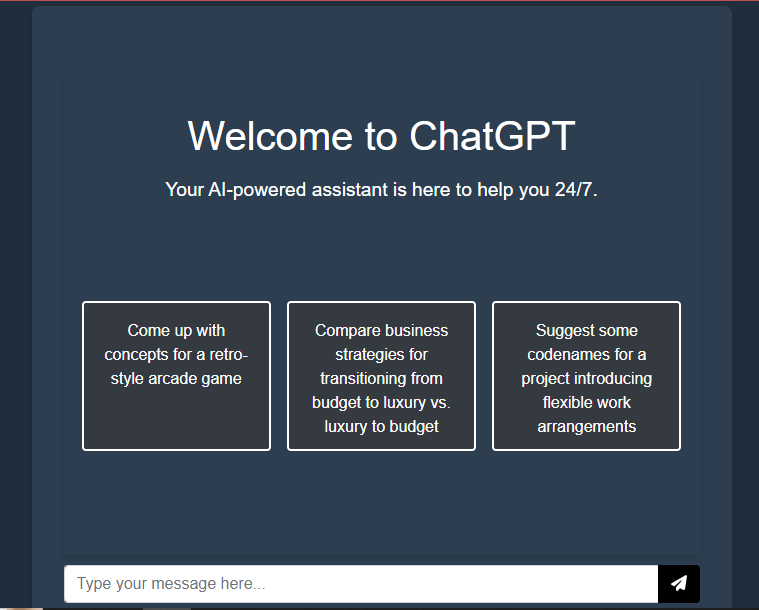 Welcome to ChatGPT
Your AI-powered assistant is here to help you 24/7.
Come up with
concepts for a retro-
style arcade game
Compare business
strategies for
transitioning from
budget to luxury vs.
luxury to budget
Suggest some
codenames for a
project introducing
flexible work
arrangements
Type your message here...